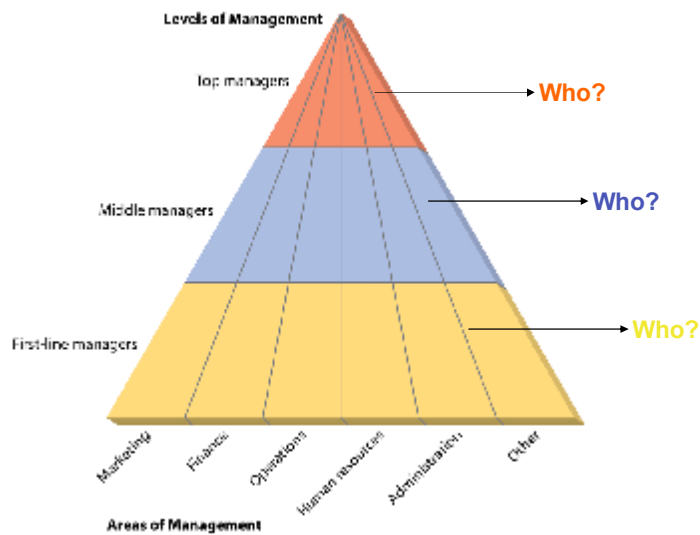 Levels of Management
Top managers
Who?
Middle managers
Who?
First-line managers
Who?
Marketing
Finance
Operations
Human resources
Administration
Other
Areas of Management